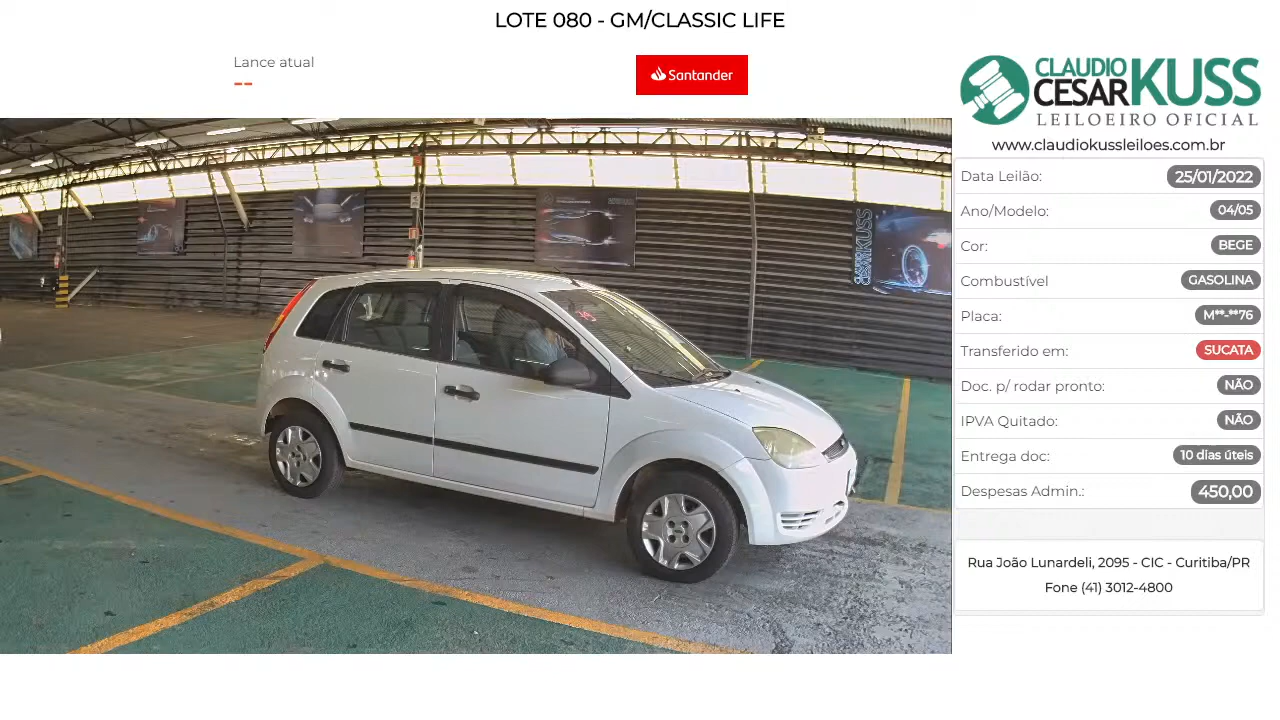 LOTE 080 - GM/CLASSIC LIFE
Lance atual
--
Santander
CLAUDIO
CESAR KUSS
LEILOEIRO OFICIAL
www.claudiokussleiloes.com.br
Data Leilão: 25/01/2022
Ano/Modelo: 04/05
Cor: BEGE
Combustível GASOLINA
Placa: M**-**76
Transferido em: SUCATA
Doc. p/ rodar pronto: NÃO
IPVA Quitado: NÃO
Entrega doc: 10 dias úteis
Despesas Admin.: 450,00
Rua João Lunardeli, 2095 - CIC - Curitiba/PR
Fone (41) 3012-4800
KUSS